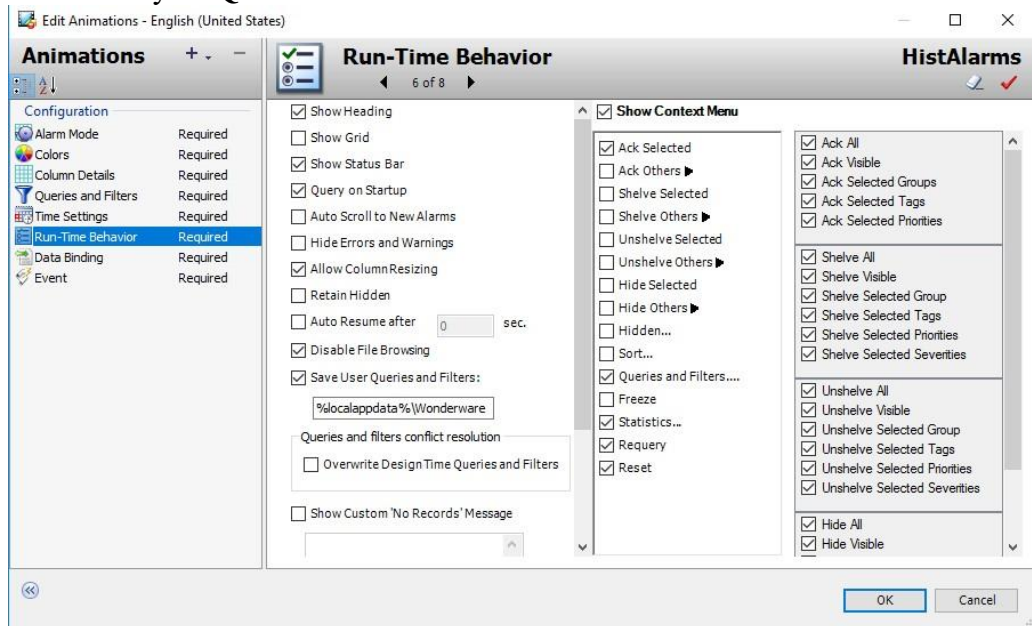 Edit Animations - English (United States)
Animations
Run-Time Behavior
HistAlarms
6 of 8
Configuration
Alarm Mode Required
Colors Required
Column Details Required
Queries and Filters Required
Time Settings Required
Run-Time Behavior Required
Data Binding Required
Event Required
Show Heading
Show Grid
Show Status Bar
Query on Startup
Auto Scroll to New Alarms
Hide Errors and Warnings
Allow Column Resizing
Retain Hidden
Auto Resume after 0 sec.
Disable File Browsing
Save User Queries and Filters:
%localappdata%\Wonderware
Queries and filters conflict resolution
Overwrite Design Time Queries and Filters
Show Custom 'No Records' Message
Show Context Menu
Ack Selected
Ack Others
Shelve Selected
Shelve Others
Unshelve Selected
Unshelve Others
Hide Selected
Hide Others
Hidden...
Sort...
Queries and Filters....
Freeze
Statistics...
Requery
Reset
Ack All
Ack Visible
Ack Selected Groups
Ack Selected Tags
Ack Selected Priorities
Shelve All
Shelve Visible
Shelve Selected Group
Shelve Selected Tags
Shelve Selected Priorities
Shelve Selected Severities
Unshelve All
Unshelve Visible
Unshelve Selected Group
Unshelve Selected Tags
Unshelve Selected Priorities
Unshelve Selected Severities
Hide All
Hide Visible
OK Cancel